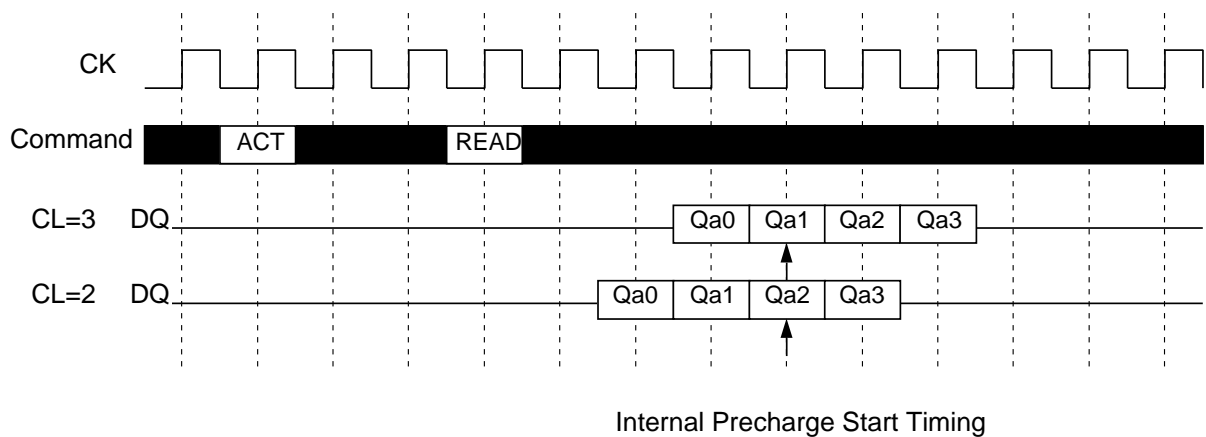 CK
Command ACT READ
CL=3 DQ Qa0 Qa1 Qa2 Qa3
CL=2 DQ Qa0 Qa1 Qa2 Qa3
Internal Precharge Start Timing